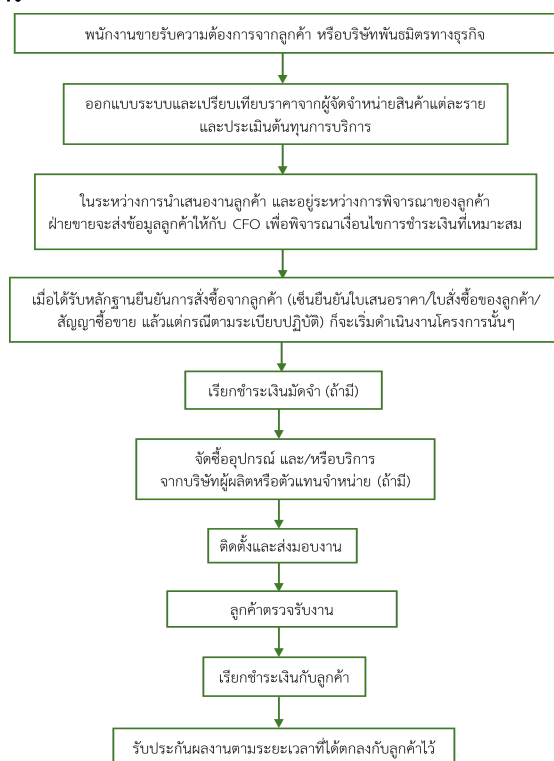 พนักงานขายรับความต้องการจากลูกค้า หรือบริษัทพันธมิตรทางธุรกิจ
ออกแบบระบบและเปรียบเทียบราคาจากผู้จัดจำหน่ายสินค้าแต่ละราย
และประเมินต้นทุนการบริการ
ในระหว่างการนำเสนองานลูกค้า และอยู่ระหว่างการพิจารณาของลูกค้า
ฝ่ายขายจะส่งข้อมูลลูกค้าให้กับ CFO เพื่อพิจารณาเงื่อนไขการชำระเงินที่เหมาะสม
เมื่อได้รับหลักฐานยืนยันการสั่งซื้อจากลูกค้า (เซ็นยืนยันใบเสนอราคา/ใบสั่งซื้อของลูกค้า/
สัญญาซื้อขาย แล้วแต่กรณีตามระเบียบปฏิบัติ) ก็จะเริ่มดำเนินงานโครงการนั้นๆ
เรียกชำระเงินมัดจำ (ถ้ามี)
จัดซื้ออุปกรณ์ และ/หรือบริการ
จากบริษัทผู้ผลิตหรือตัวแทนจำหน่าย (ถ้ามี)
ติดตั้งและส่งมอบงาน
ลูกค้าตรวจรับงาน
เรียกชำระเงินกับลูกค้า
รับประกันผลงานตามระยะเวลาที่ได้ตกลงกับลูกค้าไว้